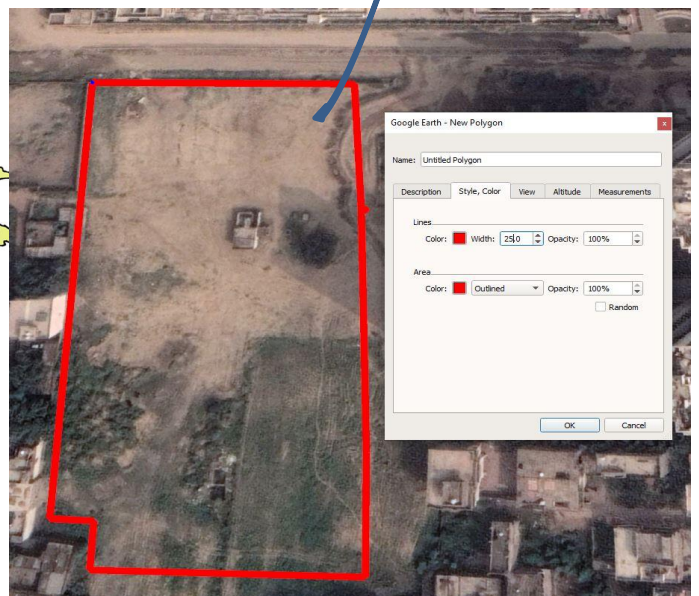 Google Earth - New Polygon
x
Name: Untitled Polygon
Description Style, Color View Altitude Measurements
Lines
Color: Width: 25.0 Opacity: 100%
Area
Color: Outlined Opacity: 100%
Random
OK Cancel